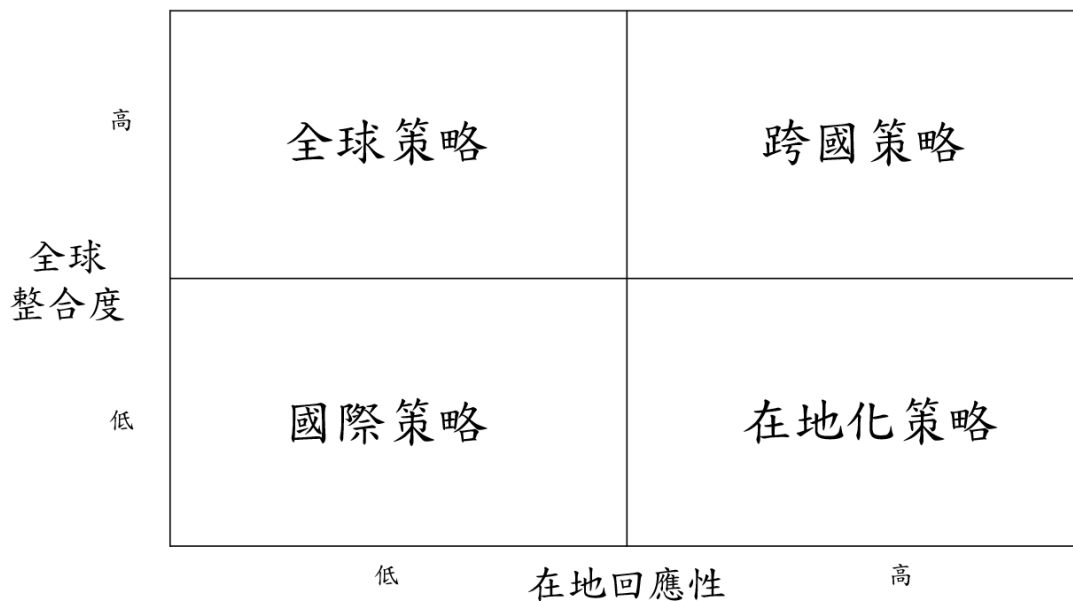 高
全球策略
跨國策略
全球
整合度
低
國際策略
在地化策略
低
在地回應性
高